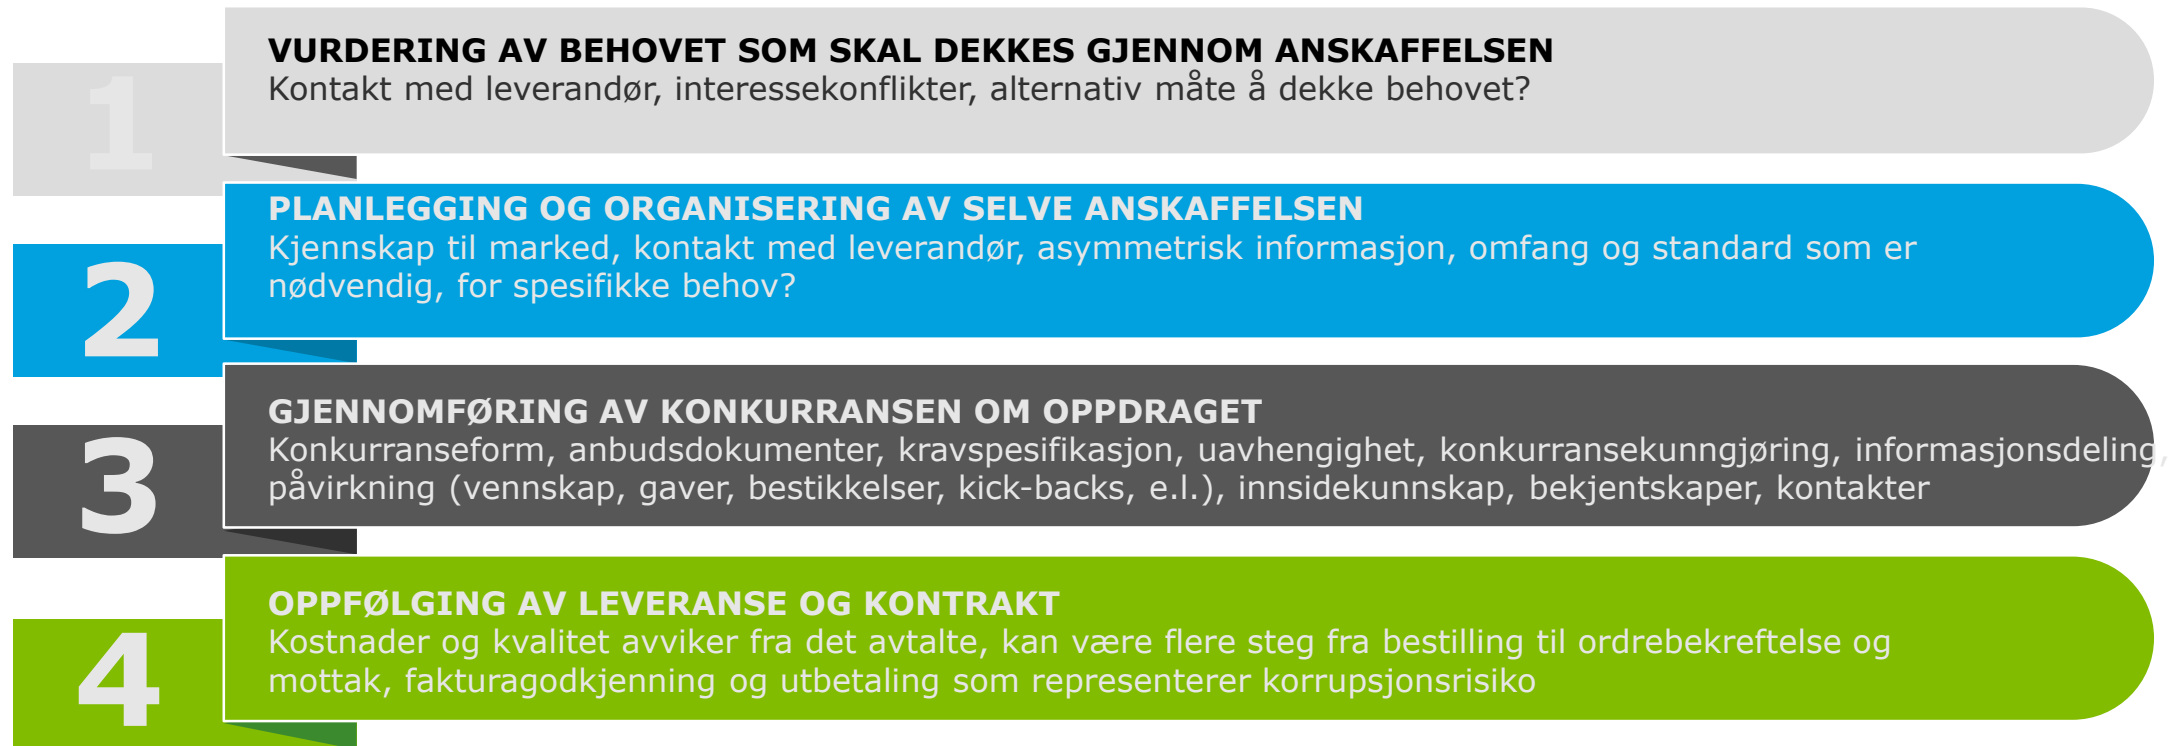 1
VURDERING AV BEHOVET SOM SKAL DEKKES GJENNOM ANSKAFFELSEN
Kontakt med leverandør, interessekonflikter, alternativ måte å dekke behovet?
2
PLANLEGGING OG ORGANISERING AV SELVE ANSKAFFELSEN
Kjennskap til marked, kontakt med leverandør, asymmetrisk informasjon, omfang og standard som er
nødvendig, for spesifikke behov?
3
GJENNOMFØRING AV KONKURRANSEN OM OPPDRAGET
Konkurranseform, anbudsdokumenter, kravspesifikasjon, uavhengighet, konkurransekunngjøring, informasjonsdeling,
påvirkning (vennskap, gaver, bestikkelser, kick-backs, e.l.), innsidekunnskap, bekjentskaper, kontakter
4
OPPFØLGING AV LEVERANSE OG KONTRAKT
Kostnader og kvalitet avviker fra det avtalte, kan være flere steg fra bestilling til ordrebekreftelse og
mottak, fakturagodkjenning og utbetaling som representerer korrupsjonsrisiko